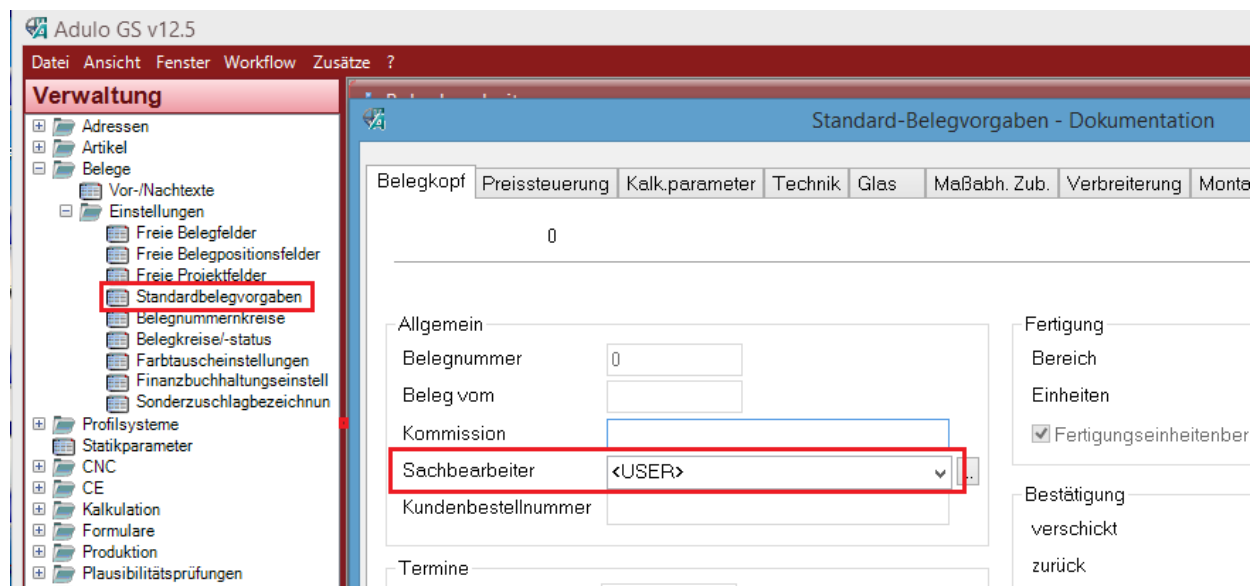 Adulo GS v12.5
Datei Ansicht Fenster Workflow Zusätze ?
Verwaltung
Adressen
Artikel
Belege
Vor-/Nachtexte
Einstellungen
Freie Belegfelder
Freie Belegpositionsfelder
Freie Projektfelder
Standardbelegvorgaben
Belegnummernkreise
Belegkreise/-status
Farbtauscheinstellungen
Finanzbuchhaltungseinstell
Sonderzuschlagbezeichnun
Profilsysteme
Statikparameter
CNC
CE
Kalkulation
Formulare
Produktion
Plausibilitätsprüfungen
Standard-Belegvorgaben - Dokumentation
Belegkopf Preissteuerung Kalk.parameter Technik Glas Maßabh. Zub. Verbreiterung Monta
0
Allgemein
Belegnummer 0
Beleg vom
Kommission
Sachbearbeiter <USER>
Kundenbestellnummer
Termine
Fertigung
Bereich
Einheiten
Fertigungseinheitenber
Bestätigung
verschickt
zurück